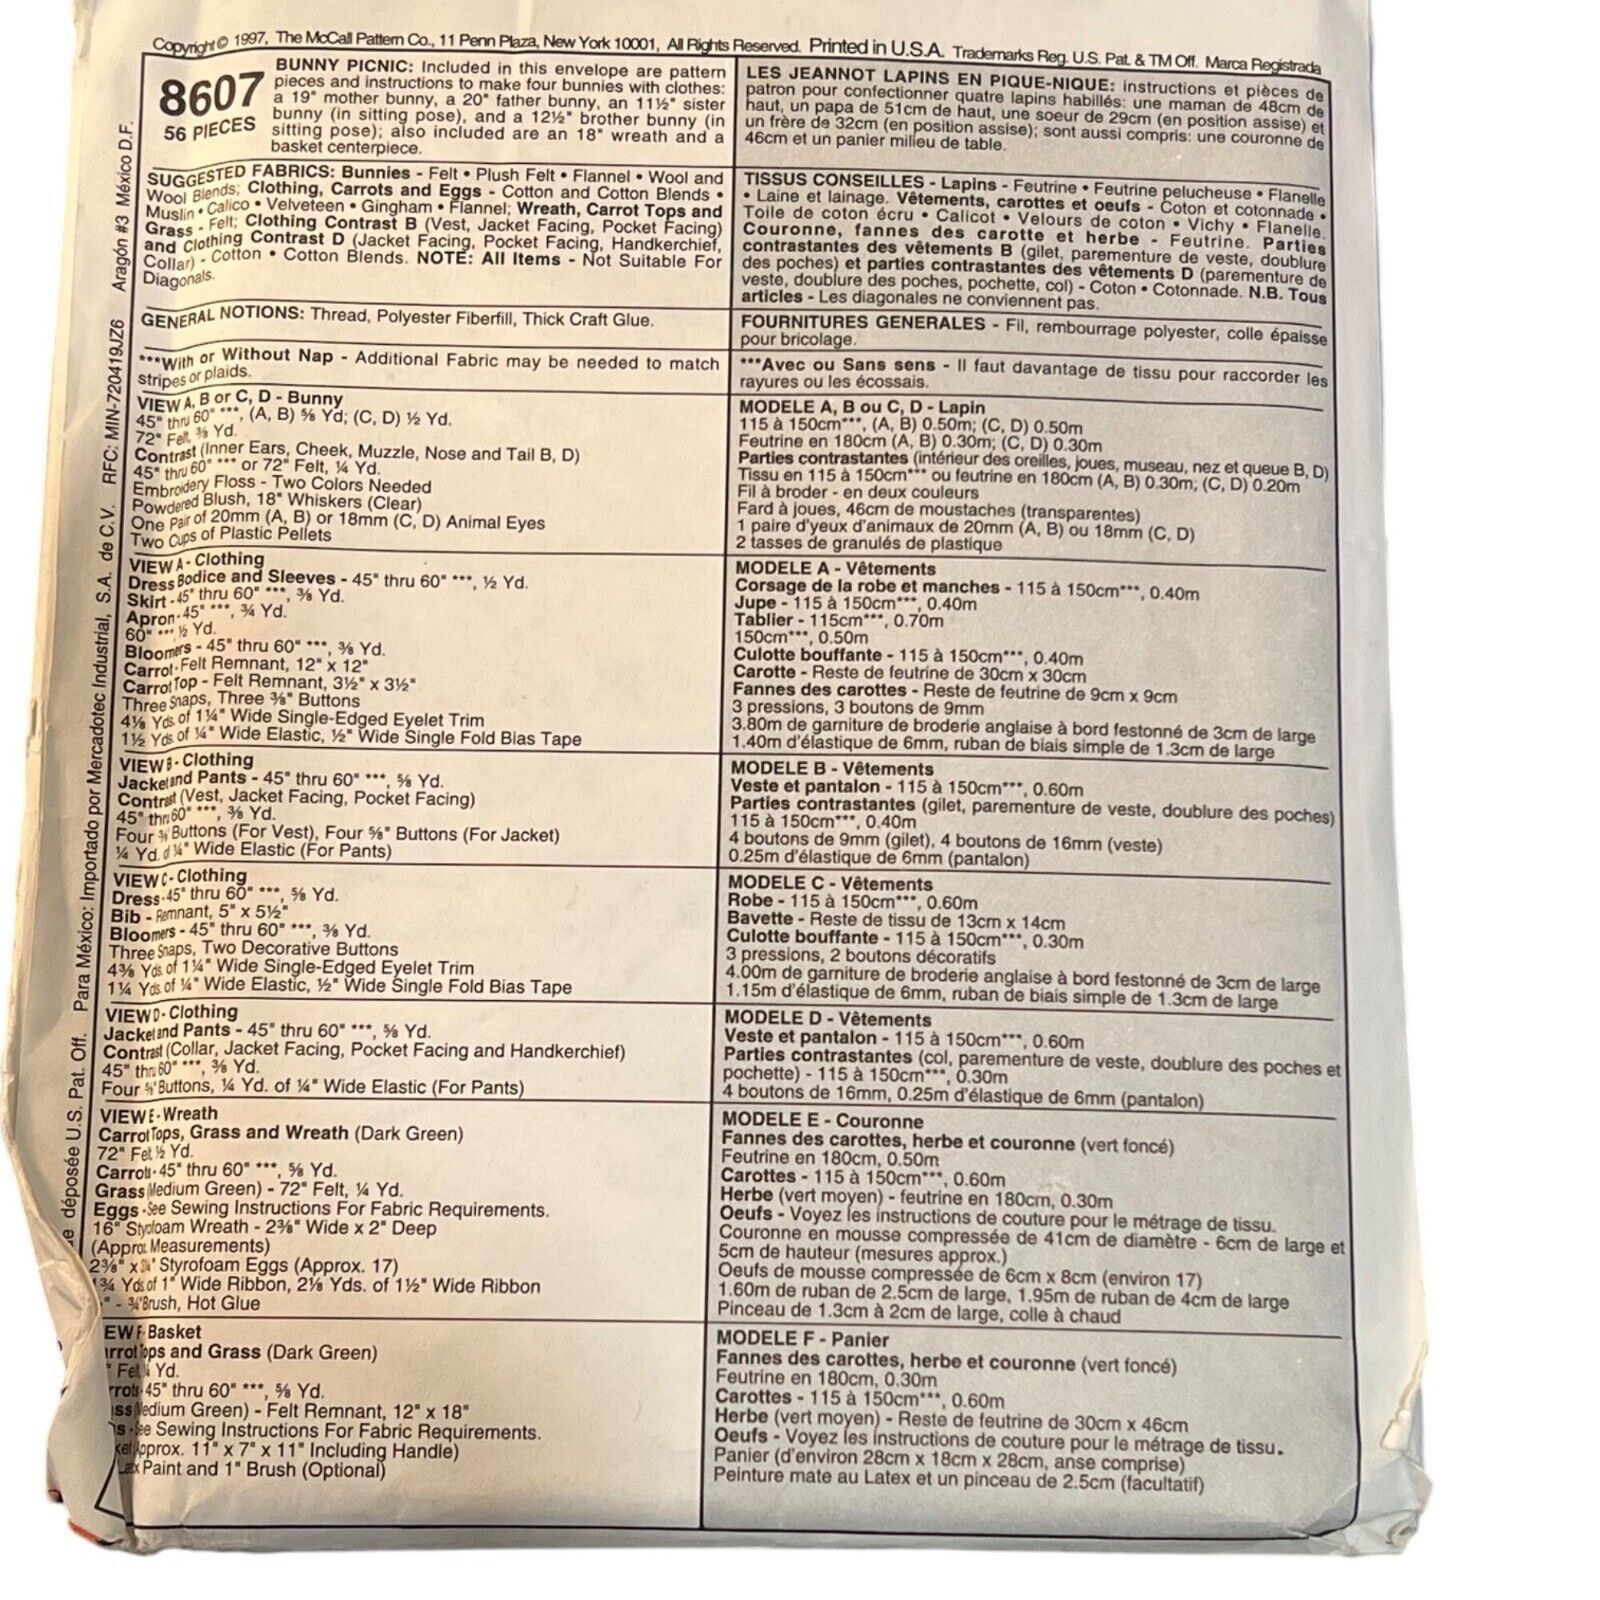 Copyright © 1997, The McCall Pattern Co., 11 Penn Plaza, New York 10001, All Rights Reserved. Printed in U.S.A. Trademarks Reg. U.S. Pat. & TM Off. Marca Registrada
8607
56 PIECES
BUNNY PICNIC: Included in this envelope are pattern
pieces and instructions to make four bunnies with clothes:
a 19" mother bunny, a 20" father bunny, an 11½" sister
bunny (in sitting pose), and a 12½" brother bunny (in
sitting pose); also included are an 18" wreath and a
basket centerpiece.
SUGGESTED FABRICS: Bunnies - Felt • Plush Felt • Flannel • Wool and
Wool Blends; Clothing, Carrots and Eggs - Cotton and Cotton Blends •
Muslin • Calico • Velveteen • Gingham • Flannel; Wreath, Carrot Tops and
Grass - Felt; Clothing Contrast B (Vest, Jacket Facing, Pocket Facing)
and Clothing Contrast D (Jacket Facing, Pocket Facing, Handkerchief,
Collar) - Cotton • Cotton Blends. NOTE: All Items - Not Suitable For
Diagonals.
GENERAL NOTIONS: Thread, Polyester Fiberfill, Thick Craft Glue.
***With or Without Nap - Additional Fabric may be needed to match
stripes or plaids.
VIEW A, B or C, D - Bunny
45" thru 60" ***, (A, B) ⅝ Yd; (C, D) ½ Yd.
72" Felt, ⅜ Yd.
Contrast (Inner Ears, Cheek, Muzzle, Nose and Tail B, D)
45" thru 60" *** or 72" Felt, ¼ Yd.
Embroidery Floss - Two Colors Needed
Powdered Blush, 18" Whiskers (Clear)
One Pair of 20mm (A, B) or 18mm (C, D) Animal Eyes
Two Cups of Plastic Pellets
VIEW A - Clothing
Dress Bodice and Sleeves - 45" thru 60" ***, ½ Yd.
Skirt - 45" thru 60" ***, ⅜ Yd.
Apron - 45" ***, ¾ Yd.
60" ***, ½ Yd.
Bloomers - 45" thru 60" ***, ⅜ Yd.
Carrot - Felt Remnant, 12" x 12"
Carrot Top - Felt Remnant, 3½" x 3½"
Three Snaps, Three ⅜" Buttons
4⅛ Yds. of 1¼" Wide Single-Edged Eyelet Trim
1½ Yds of ¼" Wide Elastic, ½" Wide Single Fold Bias Tape
VIEW B - Clothing
Jacket and Pants - 45" thru 60" ***, ⅝ Yd.
Contrast (Vest, Jacket Facing, Pocket Facing)
45" thru 60" ***, ⅜ Yd.
Four ⅜" Buttons (For Vest), Four ⅝" Buttons (For Jacket)
¼ Yd. of ¼" Wide Elastic (For Pants)
VIEW C - Clothing
Dress - 45" thru 60" ***, ⅝ Yd.
Bib - Remnant, 5" x 5½"
Bloomers - 45" thru 60" ***, ⅜ Yd.
Three Snaps, Two Decorative Buttons
4⅜ Yds. of 1¼" Wide Single-Edged Eyelet Trim
1¼ Yds. of ¼" Wide Elastic, ½" Wide Single Fold Bias Tape
VIEW D - Clothing
Jacket and Pants - 45" thru 60" ***, ⅝ Yd.
Contrast (Collar, Jacket Facing, Pocket Facing and Handkerchief)
45" thru 60" ***, ⅜ Yd.
Four ⅝" Buttons, ¼ Yd. of ¼" Wide Elastic (For Pants)
VIEW E - Wreath
Carrot Tops, Grass and Wreath (Dark Green)
72" Felt, ½ Yd.
Carrots - 45" thru 60" ***, ⅝ Yd.
Grass (Medium Green) - 72" Felt, ¼ Yd.
Eggs - See Sewing Instructions For Fabric Requirements.
16" Styrofoam Wreath - 2⅜" Wide x 2" Deep
(Approx. Measurements)
2⅜" x 3¼" Styrofoam Eggs (Approx. 17)
1¾ Yds of 1" Wide Ribbon, 2⅛ Yds. of 1½" Wide Ribbon
" - ¾" Brush, Hot Glue
EW F - Basket
rrot Tops and Grass (Dark Green)
" Felt, ¼ Yd.
rrots - 45" thru 60" ***, ⅝ Yd.
ss (Medium Green) - Felt Remnant, 12" x 18"
s - See Sewing Instructions For Fabric Requirements.
ket (Approx. 11" x 7" x 11" Including Handle)
Latex Paint and 1" Brush (Optional)
LES JEANNOT LAPINS EN PIQUE-NIQUE: instructions et pièces de
patron pour confectionner quatre lapins habillés: une maman de 48cm de
haut, un papa de 51cm de haut, une soeur de 29cm (en position assise) et
un frère de 32cm (en position assise); sont aussi compris: une couronne de
46cm et un panier milieu de table.
TISSUS CONSEILLES - Lapins - Feutrine • Feutrine pelucheuse • Flanelle
• Laine et lainage. Vêtements, carottes et oeufs - Coton et cotonnade •
Toile de coton écru • Calicot • Velours de coton • Vichy • Flanelle.
Couronne, fannes des carotte et herbe - Feutrine. Parties
contrastantes des vêtements B (gilet, parementure de veste, doublure
des poches) et parties contrastantes des vêtements D (parementure de
veste, doublure des poches, pochette, col) - Coton • Cotonnade. N.B. Tous
articles - Les diagonales ne conviennent pas.
FOURNITURES GENERALES - Fil, rembourrage polyester, colle épaisse
pour bricolage.
***Avec ou Sans sens - Il faut davantage de tissu pour raccorder les
rayures ou les écossais.
MODELE A, B ou C, D - Lapin
115 à 150cm***, (A, B) 0.50m; (C, D) 0.50m
Feutrine en 180cm (A, B) 0.30m; (C, D) 0.30m
Parties contrastantes (intérieur des oreilles, joues, museau, nez et queue B, D)
Tissu en 115 à 150cm*** ou feutrine en 180cm (A, B) 0.30m; (C, D) 0.20m
Fil à broder - en deux couleurs
Fard à joues, 46cm de moustaches (transparentes)
1 paire d'yeux d'animaux de 20mm (A, B) ou 18mm (C, D)
2 tasses de granulés de plastique
MODELE A - Vêtements
Corsage de la robe et manches - 115 à 150cm***, 0.40m
Jupe - 115 à 150cm***, 0.40m
Tablier - 115cm***, 0.70m
150cm***, 0.50m
Culotte bouffante - 115 à 150cm***, 0.40m
Carotte - Reste de feutrine de 30cm x 30cm
Fannes des carottes - Reste de feutrine de 9cm x 9cm
3 pressions, 3 boutons de 9mm
3.80m de garniture de broderie anglaise à bord festonné de 3cm de large
1.40m d'élastique de 6mm, ruban de biais simple de 1.3cm de large
MODELE B - Vêtements
Veste et pantalon - 115 à 150cm***, 0.60m
Parties contrastantes (gilet, parementure de veste, doublure des poches)
115 à 150cm***, 0.40m
4 boutons de 9mm (gilet), 4 boutons de 16mm (veste)
0.25m d'élastique de 6mm (pantalon)
MODELE C - Vêtements
Robe - 115 à 150cm***, 0.60m
Bavette - Reste de tissu de 13cm x 14cm
Culotte bouffante - 115 à 150cm***, 0.30m
3 pressions, 2 boutons décoratifs
4.00m de garniture de broderie anglaise à bord festonné de 3cm de large
1.15m d'élastique de 6mm, ruban de biais simple de 1.3cm de large
MODELE D - Vêtements
Veste et pantalon - 115 à 150cm***, 0.60m
Parties contrastantes (col, parementure de veste, doublure des poches et
pochette) - 115 à 150cm***, 0.30m
4 boutons de 16mm, 0.25m d'élastique de 6mm (pantalon)
MODELE E - Couronne
Fannes des carottes, herbe et couronne (vert foncé)
Feutrine en 180cm, 0.50m
Carottes - 115 à 150cm***, 0.60m
Herbe (vert moyen) - feutrine en 180cm, 0.30m
Oeufs - Voyez les instructions de couture pour le métrage de tissu.
Couronne en mousse compressée de 41cm de diamètre - 6cm de large et
5cm de hauteur (mesures approx.)
Oeufs de mousse compressée de 6cm x 8cm (environ 17)
1.60m de ruban de 2.5cm de large, 1.95m de ruban de 4cm de large
Pinceau de 1.3cm à 2cm de large, colle à chaud
MODELE F - Panier
Fannes des carottes, herbe et couronne (vert foncé)
Feutrine en 180cm, 0.30m
Carottes - 115 à 150cm***, 0.60m
Herbe (vert moyen) - Reste de feutrine de 30cm x 46cm
Oeufs - Voyez les instructions de couture pour le métrage de tissu.
Panier (d'environ 28cm x 18cm x 28cm, anse comprise)
Peinture mate au Latex et un pinceau de 2.5cm (facultatif)
e déposée U.S. Pat. Off. Para México: Importado por Mercadotec Industrial, S.A. de C.V. RFC: MIN-720419JZ6 Aragón #3 México D.F.